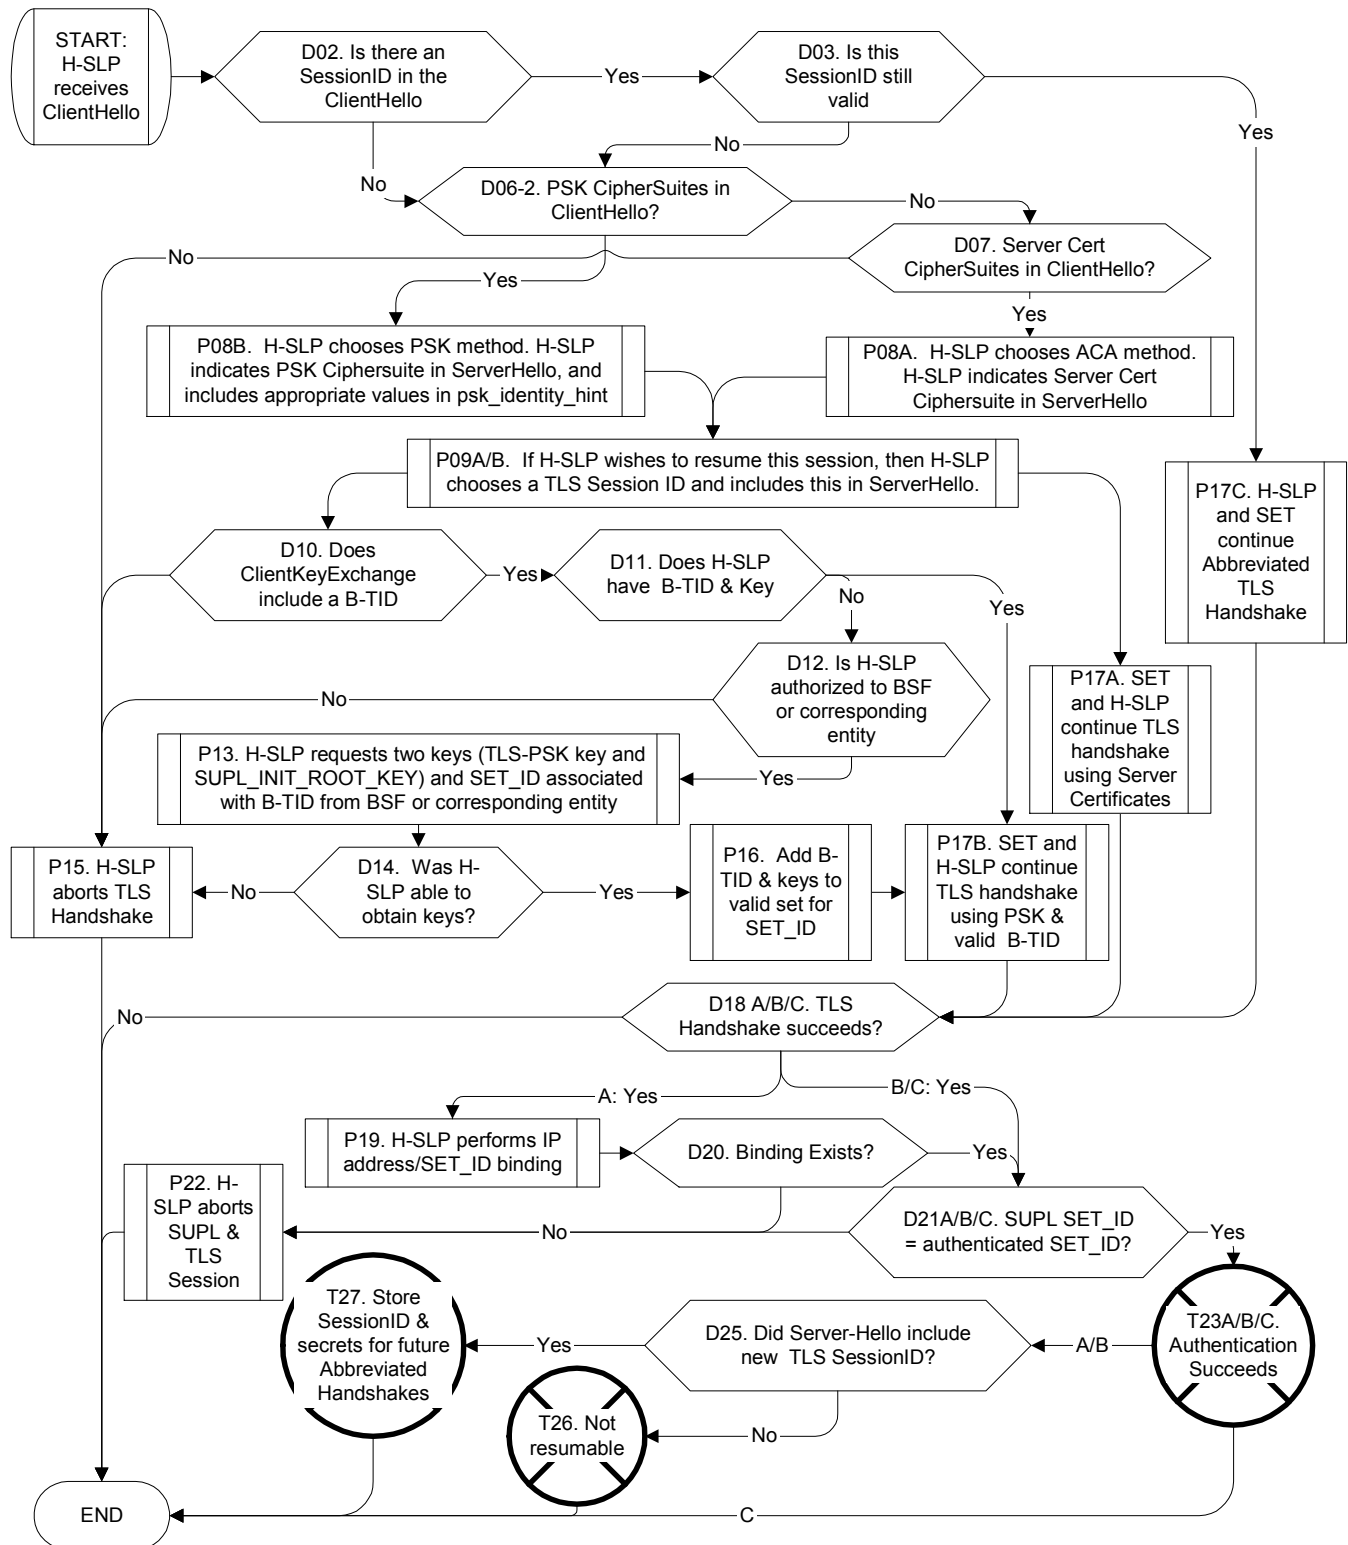 START:
H-SLP
receives
ClientHello
D02. Is there an
SessionID in the
ClientHello
Yes
D03. Is this
SessionID still
valid
Yes
No
No
D06-2. PSK CipherSuites in
ClientHello?
No
D07. Server Cert
CipherSuites in ClientHello?
No
Yes
Yes
P08B.  H-SLP chooses PSK method. H-SLP
indicates PSK Ciphersuite in ServerHello, and
includes appropriate values in psk_identity_hint
P08A.  H-SLP chooses ACA method.
H-SLP indicates Server Cert
Ciphersuite in ServerHello
P09A/B.  If H-SLP wishes to resume this session, then H-SLP
chooses a TLS Session ID and includes this in ServerHello.
P17C. H-SLP
and SET
continue
Abbreviated
TLS
Handshake
D10. Does
ClientKeyExchange
include a B-TID
Yes
D11. Does H-SLP
have  B-TID & Key
No
Yes
D12. Is H-SLP
authorized to BSF
or corresponding
entity
No
Yes
P17A. SET
and H-SLP
continue TLS
handshake
using Server
Certificates
P13. H-SLP requests two keys (TLS-PSK key and
SUPL_INIT_ROOT_KEY) and SET_ID associated
with B-TID from BSF or corresponding entity
P15. H-SLP
aborts TLS
Handshake
No
D14.  Was H-
SLP able to
obtain keys?
Yes
P16.  Add B-
TID & keys to
valid set for
SET_ID
P17B. SET and
H-SLP continue
TLS handshake
using PSK &
valid  B-TID
D18 A/B/C. TLS
Handshake succeeds?
No
A: Yes
B/C: Yes
P19. H-SLP performs IP
address/SET_ID binding
D20. Binding Exists?
Yes
P22. H-
SLP aborts
SUPL &
TLS
Session
No
D21A/B/C. SUPL SET_ID
= authenticated SET_ID?
Yes
T27. Store
SessionID &
secrets for future
Abbreviated
Handshakes
Yes
D25. Did Server-Hello include
new  TLS SessionID?
A/B
T23A/B/C.
Authentication
Succeeds
T26. Not
resumable
No
END
C